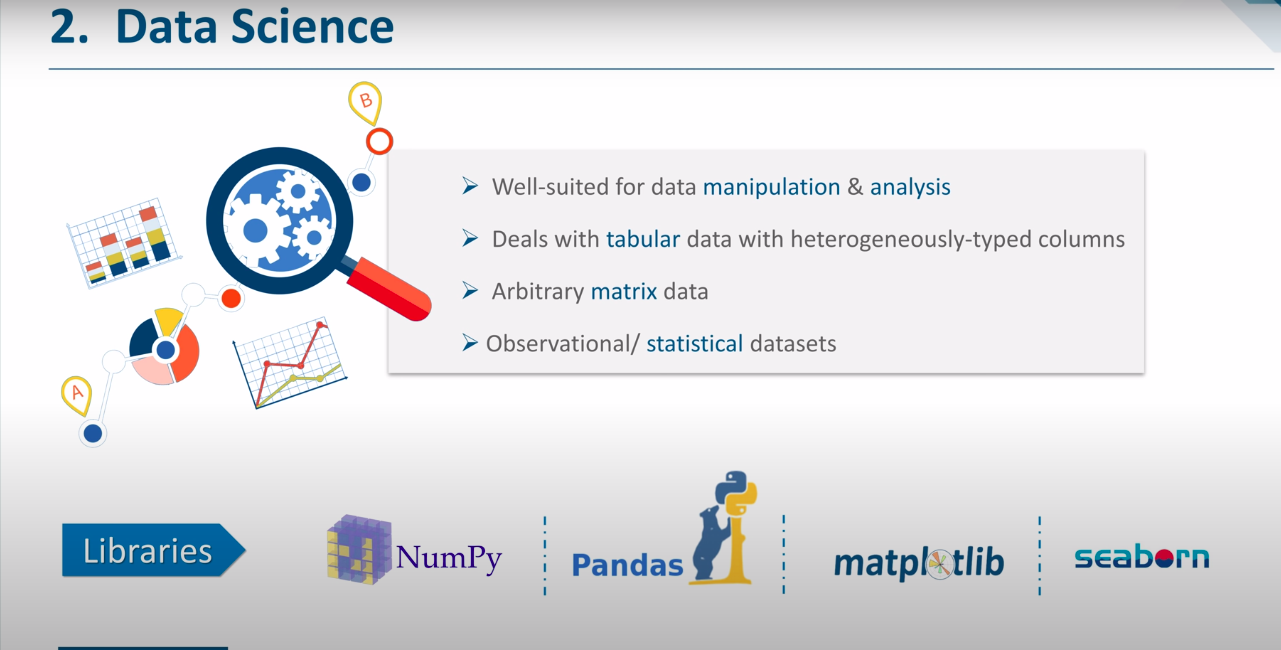 2. Data Science
B
Well-suited for data manipulation & analysis
Deals with tabular data with heterogeneously-typed columns
Arbitrary matrix data
Observational/ statistical datasets
A
Libraries
NumPy
Pandas
matplotlib
seaborn